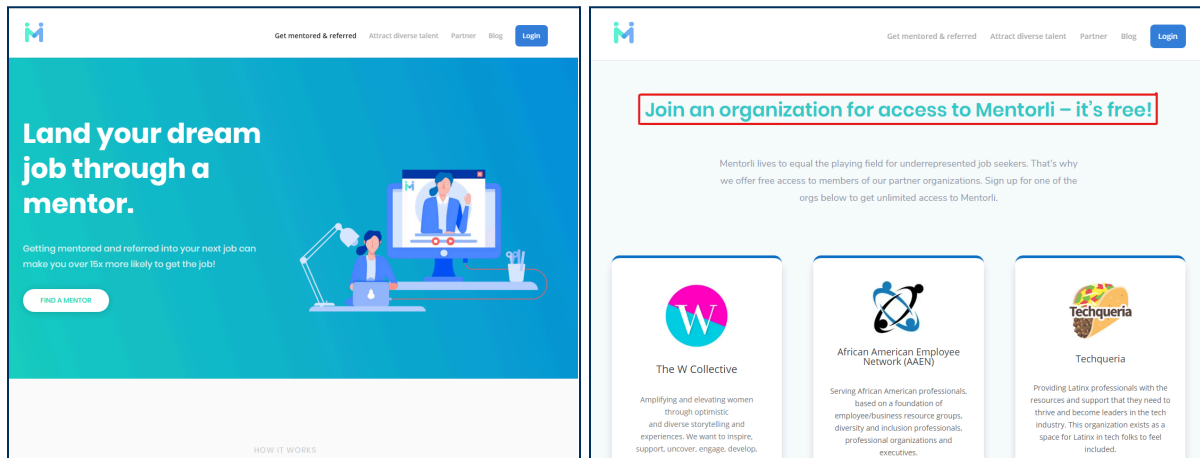 Get mentored & referred Attract diverse talent Partner Blog Login
Land your dream
job through a
mentor.
Getting mentored and referred into your next job can
make you over 15x more likely to get the job!
FIND A MENTOR
HOW IT WORKS
Get mentored & referred Attract diverse talent Partner Blog Login
Join an organization for access to Mentorli – it's free!
Mentorli lives to equal the playing field for underrepresented job seekers. That's why
we offer free access to members of our partner organizations. Sign up for one of the
orgs below to get unlimited access to Mentorli.
W
The W Collective
Amplifying and elevating women
through optimistic
and diverse storytelling and
experiences. We want to inspire,
support, uncover, engage, develop,
African American Employee
Network (AAEN)
Serving African American professionals,
based on a foundation of
employee/business resource groups,
diversity and inclusion professionals,
professional organizations and
executives.
Techqueria
Techqueria
Providing Latinx professionals with the
resources and support that they need to
thrive and become leaders in the tech
industry. This organization exists as a
space for Latinx in tech folks to feel
included.